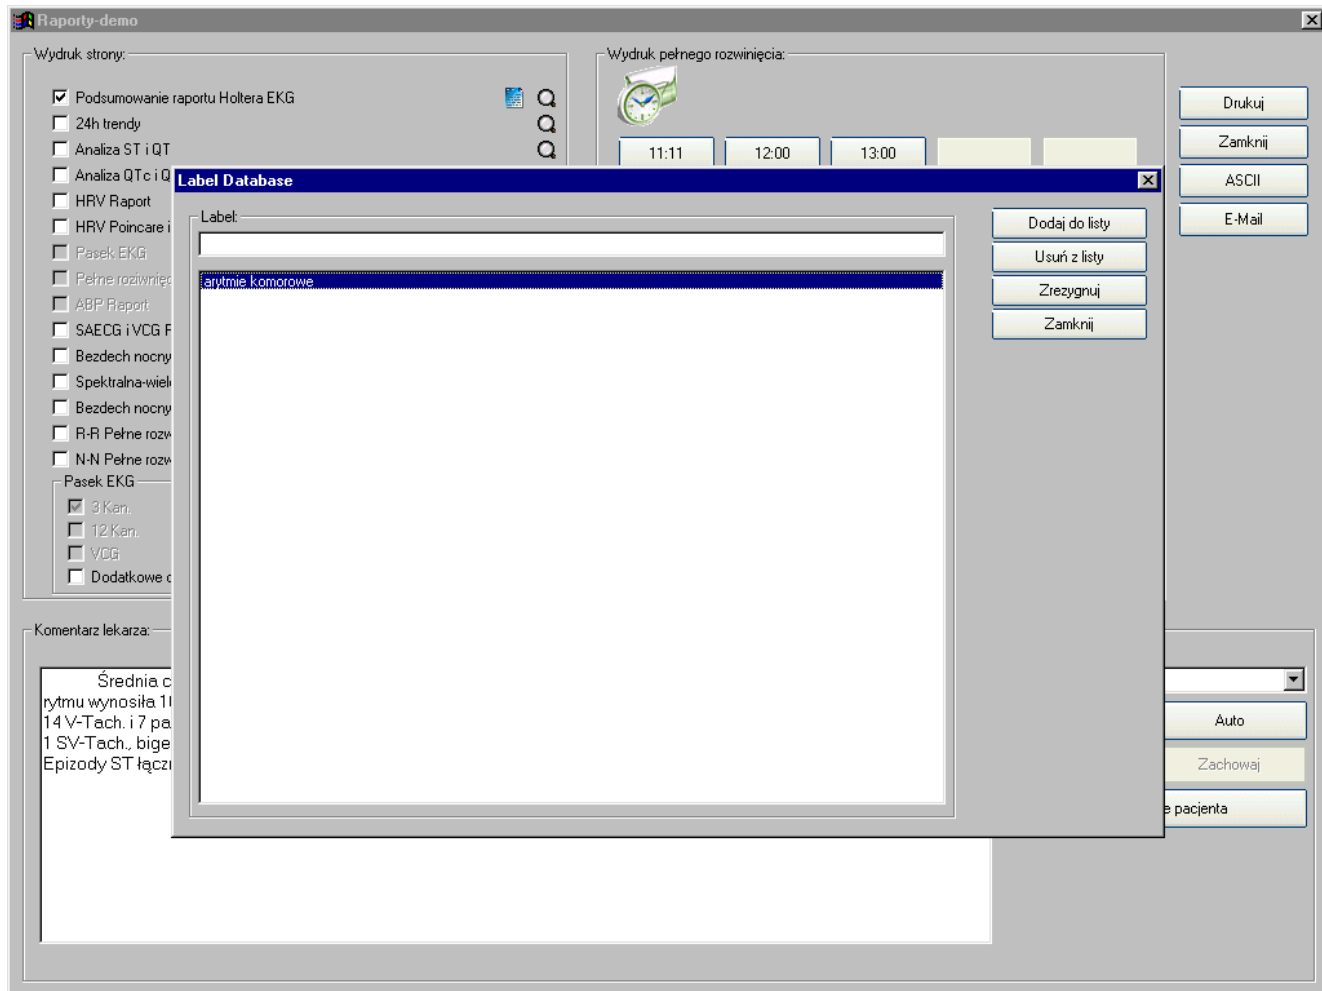 Raporty-demo
Wydruk strony:
Wydruk pełnego rozwinięcia:
Podsumowanie raportu Holtera EKG
24h trendy
Analiza ST i QT
Analiza QTc i Q
HRV Raport
HRV Poincare i
Pasek EKG
Pełne roziwnięc
ABP Raport
SAECG i VCG
Bezdech nocny
Spektralna-wiel
Bezdech nocny
R-R Pełne rozw
N-N Pełne rozw
Pasek EKG
3 Kan.
12 Kan.
VCG
Dodatkowe
11:11 12:00 13:00
Drukuj
Zamknij
ASCII
E-Mail
Label Database
Label:
arytmie komorowe
Dodaj do listy
Usuń z listy
Zrezygnuj
Zamknij
Komentarz lekarza:
Średnia c
rytmu wynosiła 1
14 V-Tach. i 7 pa
1 SV-Tach., bige
Epizody ST łącz
Auto
Zachowaj
e pacjenta